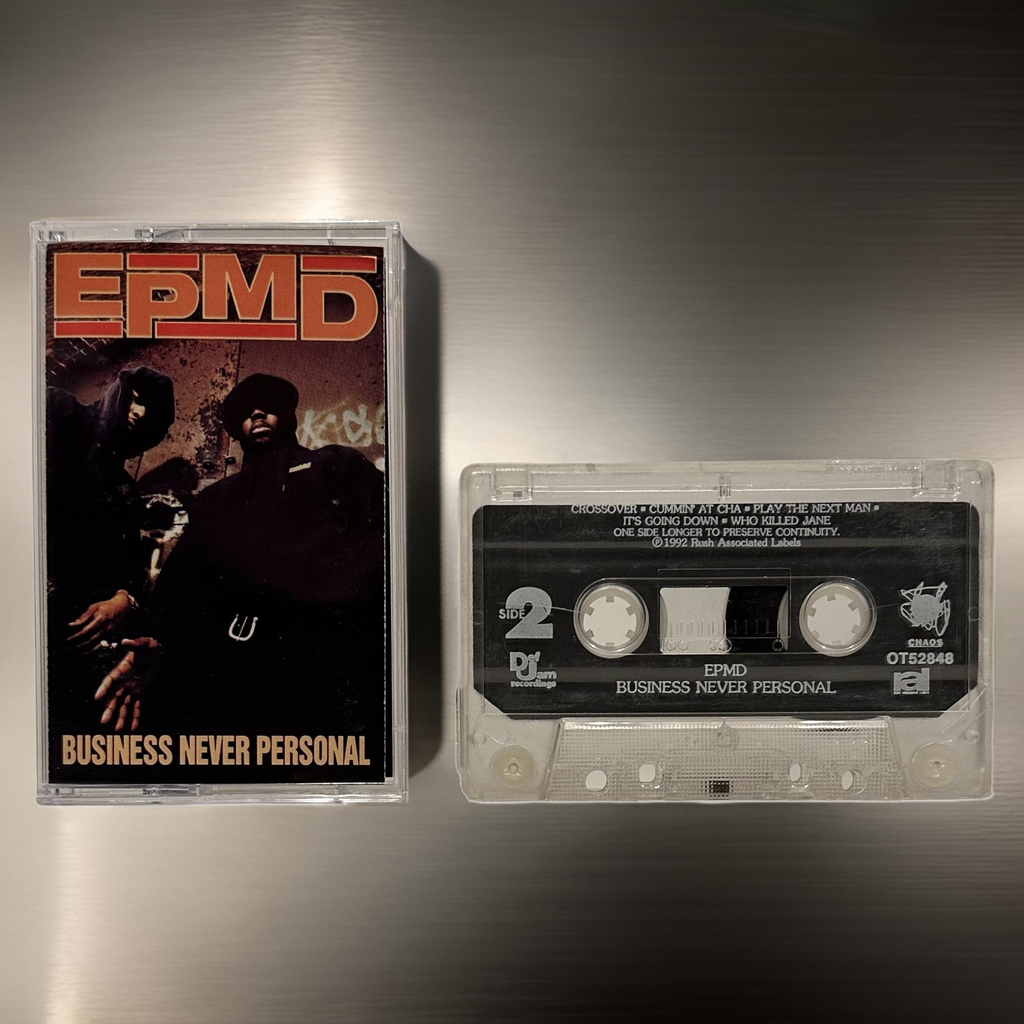 EPMD
BUSINESS NEVER PERSONAL
CROSSOVER ▪ CUMMIN' AT CHA ▪ PLAY THE NEXT MAN ▪
IT'S GOING DOWN ▪ WHO KILLED JANE
ONE SIDE LONGER TO PRESERVE CONTINUITY.
℗1992 Rush Associated Labels
SIDE 2
CHAOS
OT52848
Def Jam
recordings
ral
EPMD
BUSINESS NEVER PERSONAL